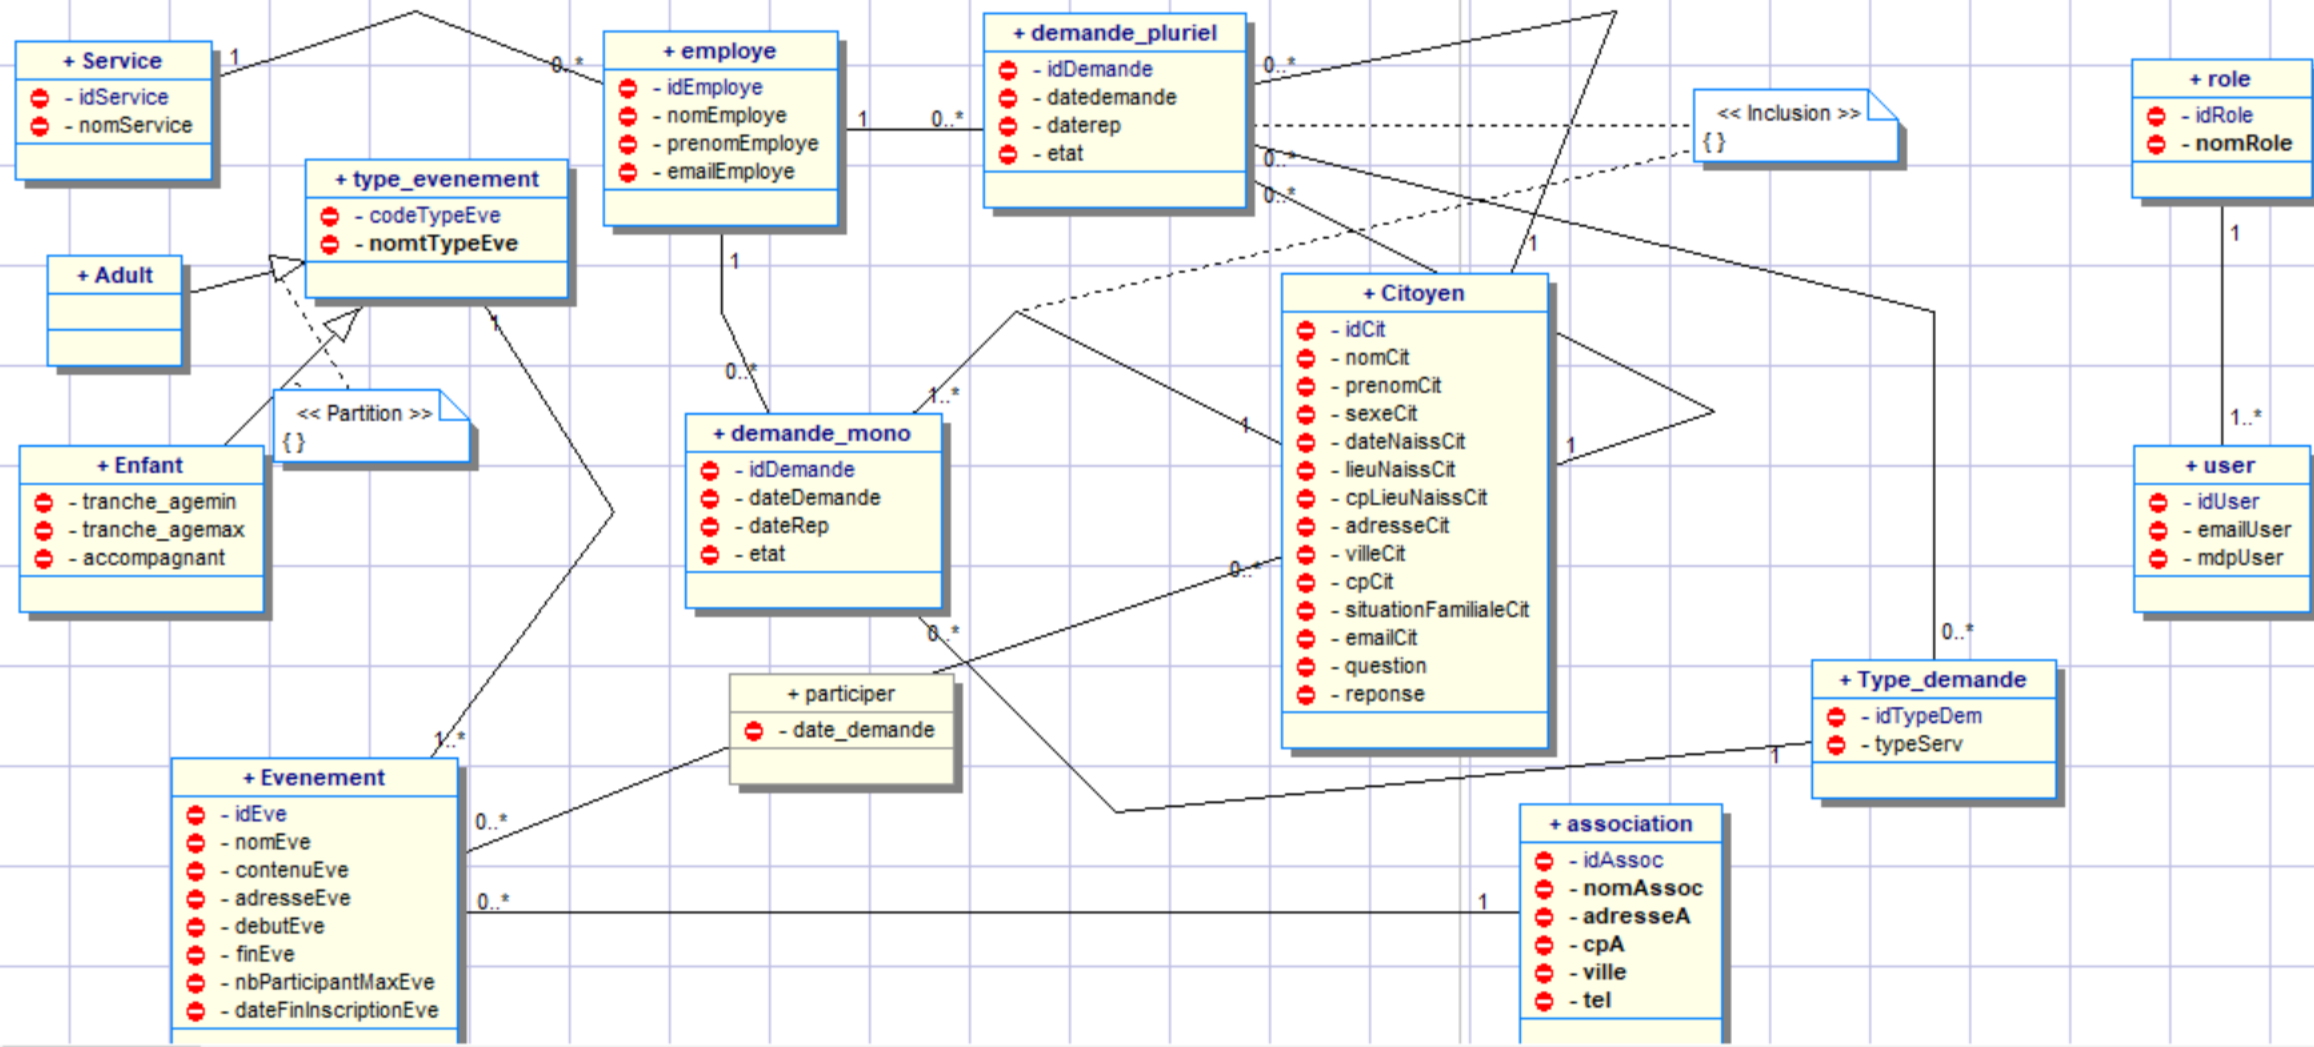 + Service
- idService
- nomService
1
0..*
+ employe
- idEmploye
- nomEmploye
- prenomEmploye
- emailEmploye
1
0..*
+ demande_pluriel
- idDemande
- datedemande
- daterep
- etat
0..*
0..*
0..*
<< Inclusion >>
{ }
+ role
- idRole
- nomRole
1
1..*
+ user
- idUser
- emailUser
- mdpUser
+ type_evenement
- codeTypeEve
- nomtTypeEve
1
+ Adult
<< Partition >>
{ }
+ Enfant
- tranche_agemin
- tranche_agemax
- accompagnant
1
0..*
1..*
+ demande_mono
- idDemande
- dateDemande
- dateRep
- etat
0..*
1
+ Citoyen
- idCit
- nomCit
- prenomCit
- sexeCit
- dateNaissCit
- lieuNaissCit
- cpLieuNaissCit
- adresseCit
- villeCit
- cpCit
- situationFamilialeCit
- emailCit
- question
- reponse
1
1
0..*
+ participer
- date_demande
0..*
+ Type_demande
- idTypeDem
- typeServ
1
1..*
+ Evenement
- idEve
- nomEve
- contenuEve
- adresseEve
- debutEve
- finEve
- nbParticipantMaxEve
- dateFinInscriptionEve
0..*
0..*
1
+ association
- idAssoc
- nomAssoc
- adresseA
- cpA
- ville
- tel